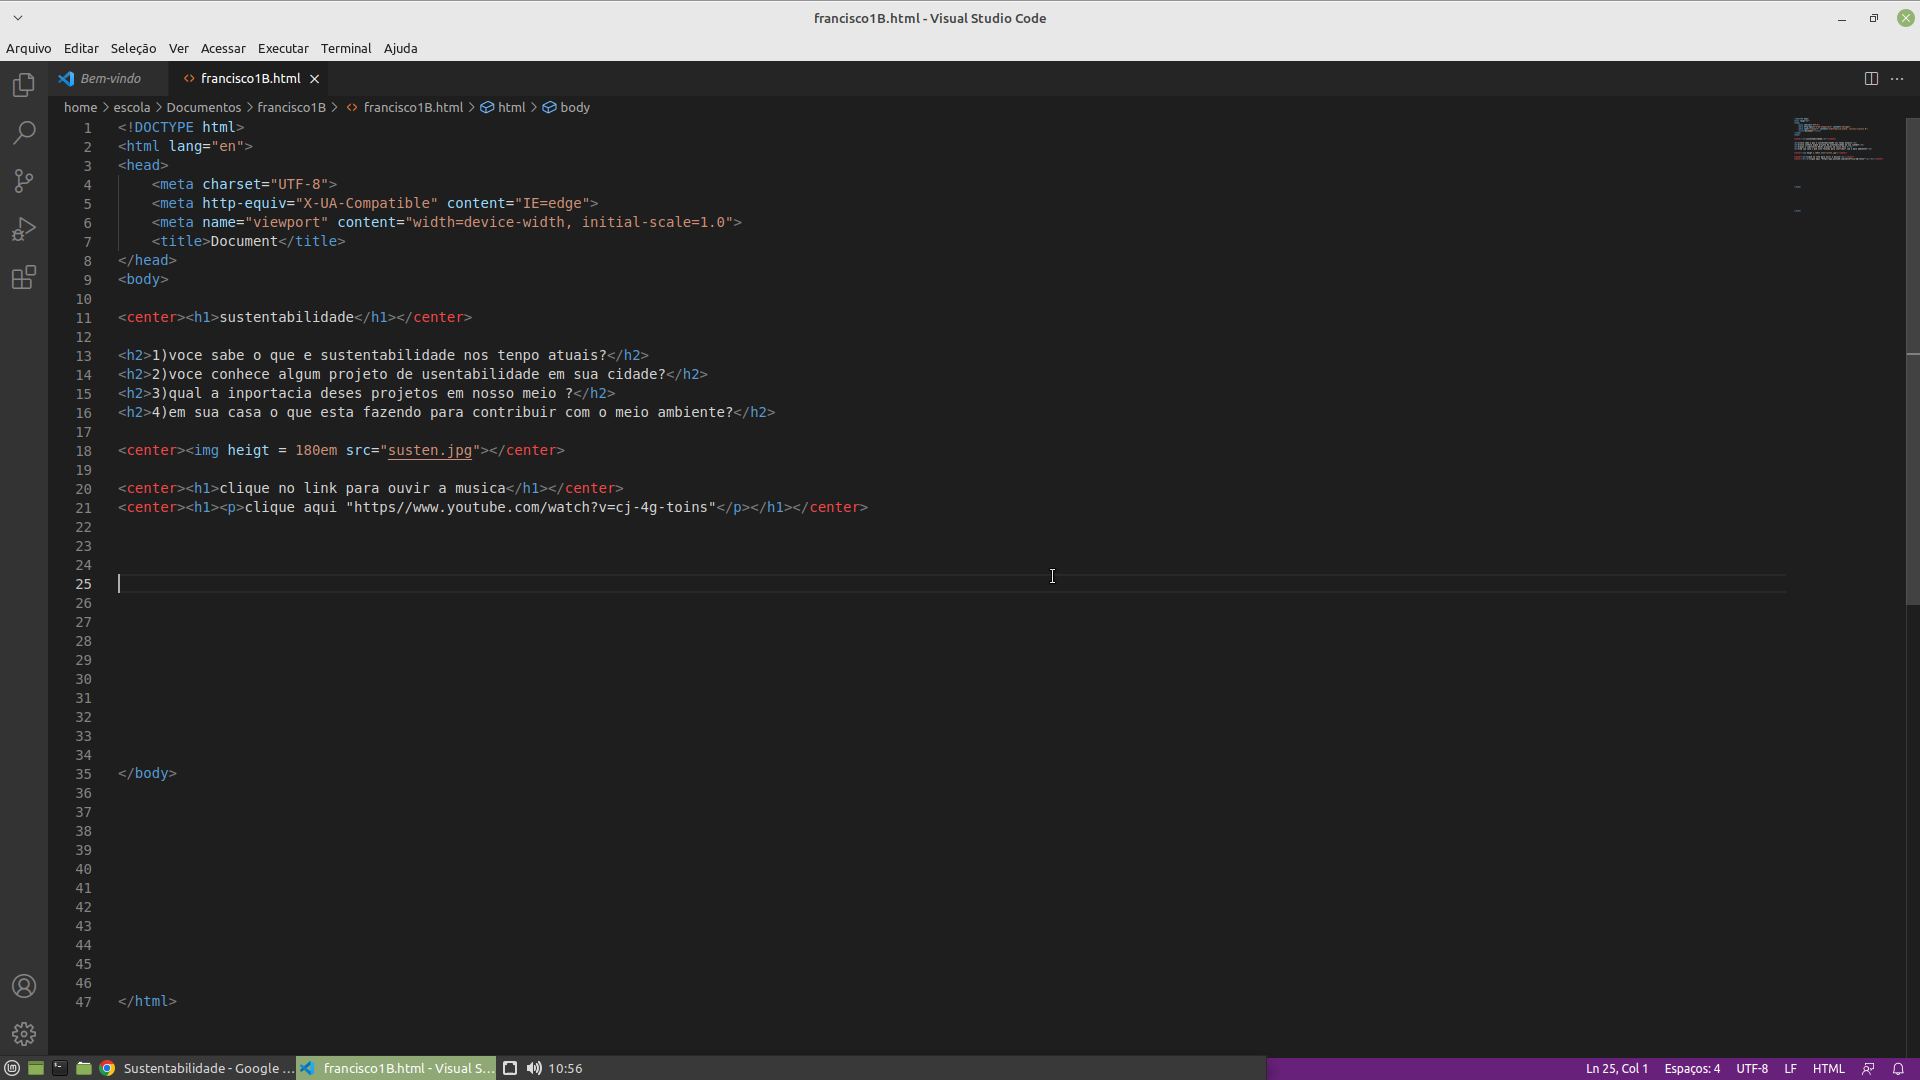 francisco1B.html - Visual Studio Code
Arquivo Editar Seleção Ver Acessar Executar Terminal Ajuda
Bem-vindo francisco1B.html
home > escola > Documentos > francisco1B > francisco1B.html > html > body
1 <!DOCTYPE html>
2 <html lang="en">
3 <head>
4 <meta charset="UTF-8">
5 <meta http-equiv="X-UA-Compatible" content="IE=edge">
6 <meta name="viewport" content="width=device-width, initial-scale=1.0">
7 <title>Document</title>
8 </head>
9 <body>
10
11 <center><h1>sustentabilidade</h1></center>
12
13 <h2>1)voce sabe o que e sustentabilidade nos tenpo atuais?</h2>
14 <h2>2)voce conhece algum projeto de usentabilidade em sua cidade?</h2>
15 <h2>3)qual a inportacia deses projetos em nosso meio ?</h2>
16 <h2>4)em sua casa o que esta fazendo para contribuir com o meio ambiente?</h2>
17
18 <center><img heigt = 180em src="susten.jpg"></center>
19
20 <center><h1>clique no link para ouvir a musica</h1></center>
21 <center><h1><p>clique aqui "https//www.youtube.com/watch?v=cj-4g-toins"</p></h1></center>
22
23
24
25
26
27
28
29
30
31
32
33
34
35 </body>
36
37
38
39
40
41
42
43
44
45
46
47 </html>
Sustentabilidade - Google ... francisco1B.html - Visual S... 10:56 Ln 25, Col 1 Espaços: 4 UTF-8 LF HTML